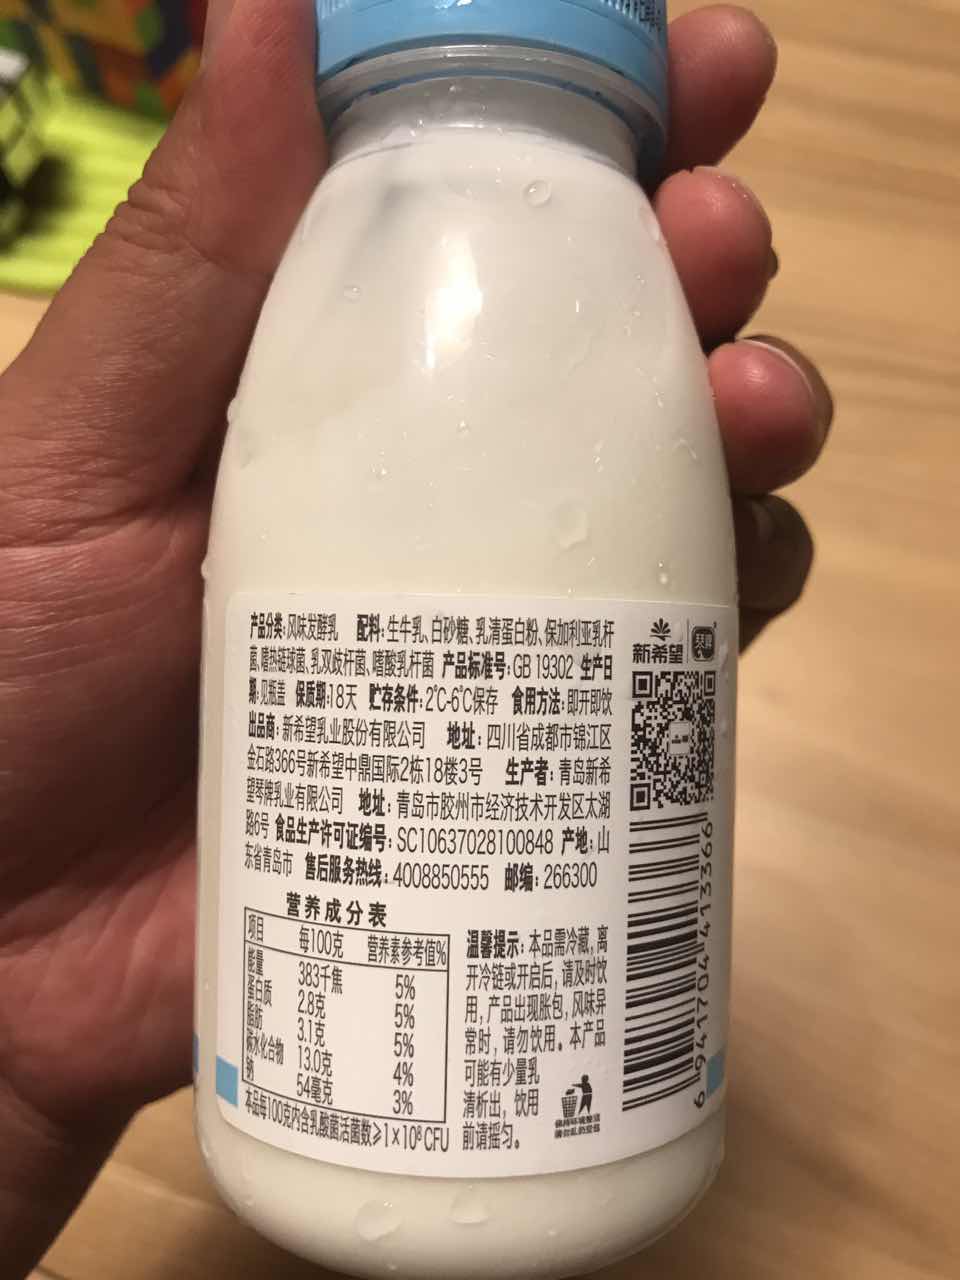 产品分类:风味发酵乳 配料:生牛乳、白砂糖、乳清蛋白粉、保加利亚乳杆
菌、嗜热链球菌、乳双歧杆菌、嗜酸乳杆菌 产品标准号:GB 19302 生产日
期:见瓶盖 保质期:18天 贮存条件:2℃-6℃保存 食用方法:即开即饮
出品商:新希望乳业股份有限公司 地址:四川省成都市锦江区
金石路366号新希望中鼎国际2栋18楼3号 生产者:青岛新希
望琴牌乳业有限公司 地址:青岛市胶州市经济技术开发区太湖
路6号 食品生产许可证编号:SC10637028100848 产地:山
东省青岛市 售后服务热线:4008850555 邮编:266300
新希望 琴牌
营养成分表
项目 每100克 营养素参考值%
能量 383千焦 5%
蛋白质 2.8克 5%
脂肪 3.1克 5%
碳水化合物 13.0克 4%
钠 54毫克 3%
本品每100克内含乳酸菌活菌数≥1×10⁸CFU
温馨提示:本品需冷藏,离
开冷链或开启后,请及时饮
用,产品出现胀包,风味异
常时,请勿饮用。本产品
可能有少量乳
清析出,饮用
前请摇匀。
保持环境整洁
请勿乱扔空瓶
6941704413366